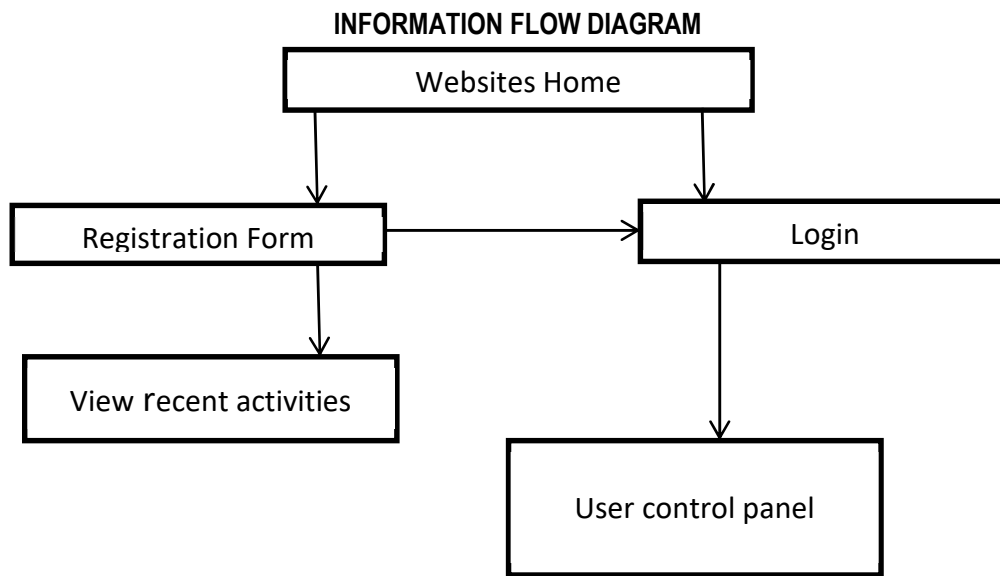 INFORMATION FLOW DIAGRAM
Websites Home
Registration Form
Login
View recent activities
User control panel